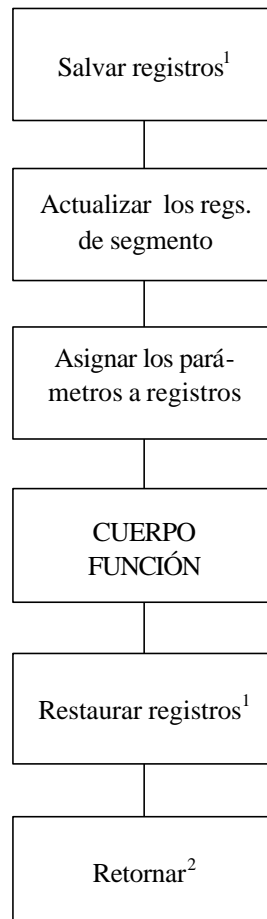 Salvar registros¹
Actualizar los regs.
de segmento
Asignar los pará-
metros a registros
CUERPO
FUNCIÓN
Restaurar registros¹
Retornar²